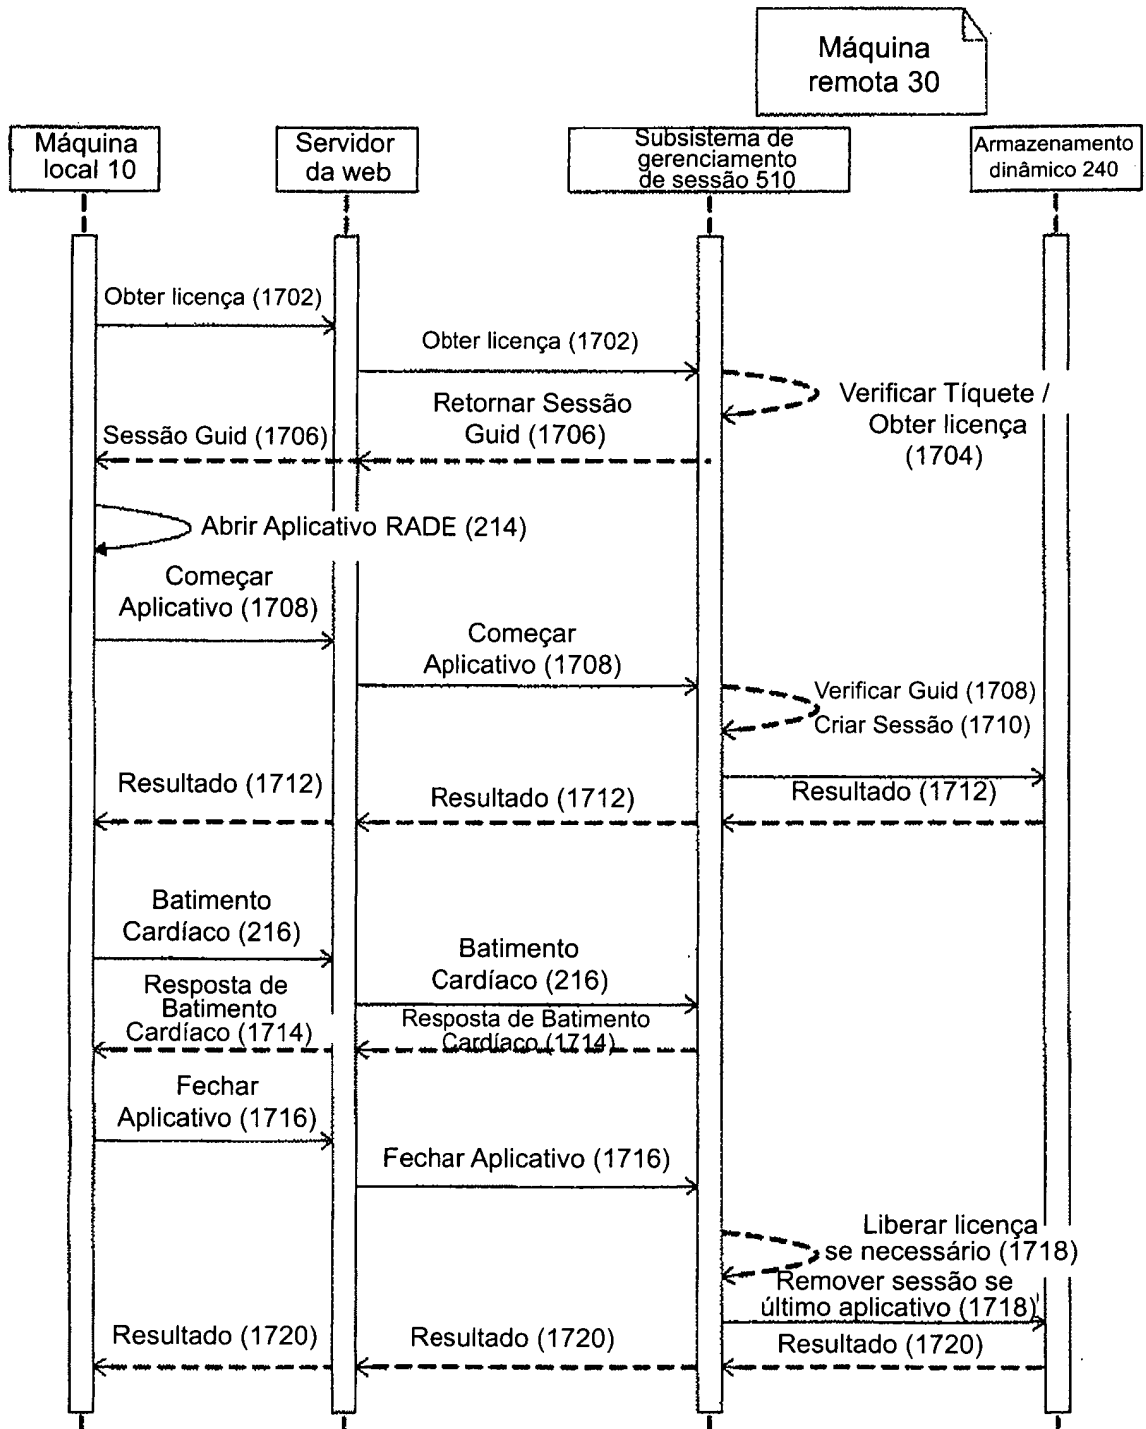 Máquina
remota 30
Máquina
local 10
Servidor
da web
Subsistema de
gerenciamento
de sessão 510
Armazenamento
dinâmico 240
Obter licença (1702)
Obter licença (1702)
Verificar Tíquete /
Obter licença
(1704)
Retornar Sessão
Guid (1706)
Sessão Guid (1706)
Abrir Aplicativo RADE (214)
Começar
Aplicativo (1708)
Começar
Aplicativo (1708)
Verificar Guid (1708)
Criar Sessão (1710)
Resultado (1712)
Resultado (1712)
Resultado (1712)
Batimento
Cardíaco (216)
Batimento
Cardíaco (216)
Resposta de
Batimento
Cardíaco (1714)
Resposta de Batimento
Cardíaco (1714)
Fechar
Aplicativo (1716)
Fechar Aplicativo (1716)
Liberar licença
se necessário (1718)
Remover sessão se
último aplicativo (1718)
Resultado (1720)
Resultado (1720)
Resultado (1720)